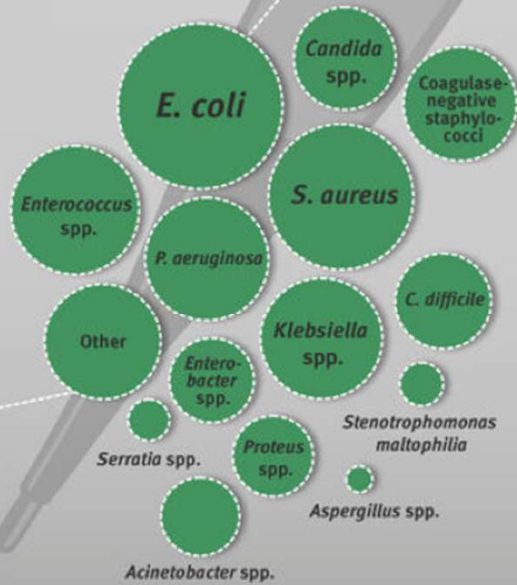 E. coli
Candida
spp.
Coagulase-
negative
staphylo-
cocci
Enterococcus
spp.
S. aureus
P. aeruginosa
C. difficile
Other
Klebsiella
spp.
Entero-
bacter
spp.
Stenotrophomonas
maltophilia
Serratia spp.
Proteus
spp.
Aspergillus spp.
Acinetobacter spp.